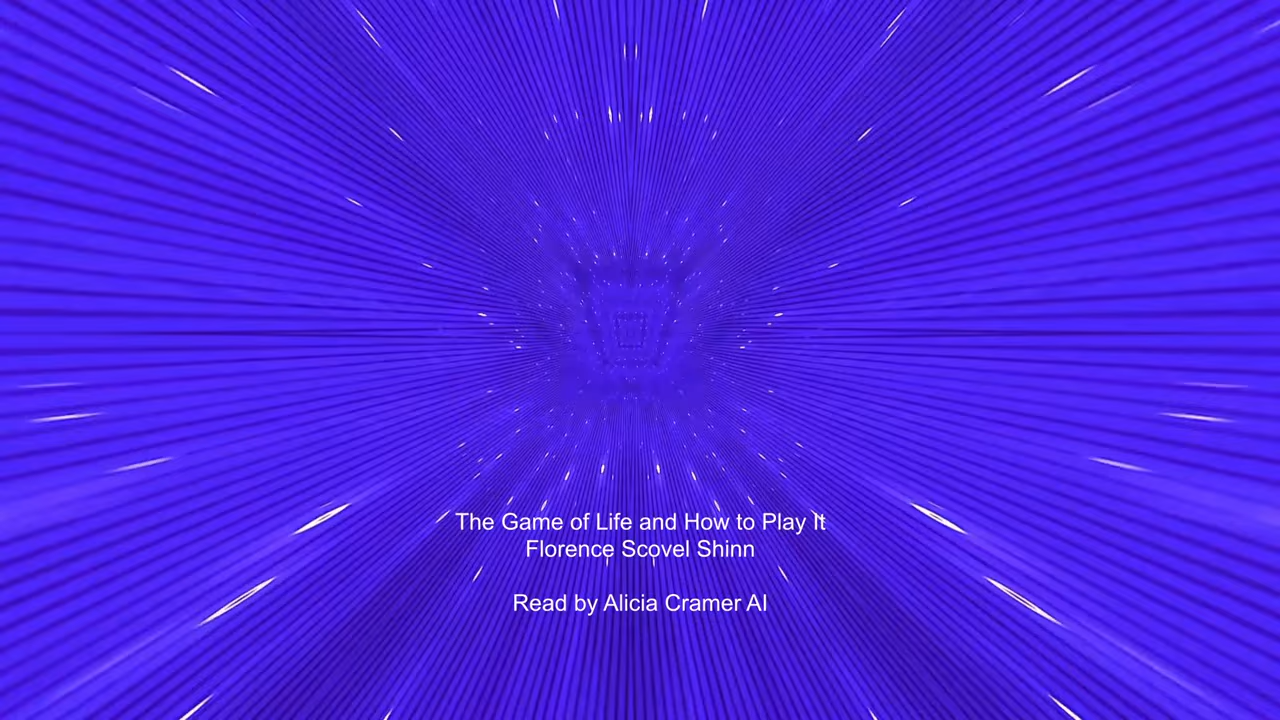 The Game of Life and How to Play It
Florence Scovel Shinn
Read by Alicia Cramer AI